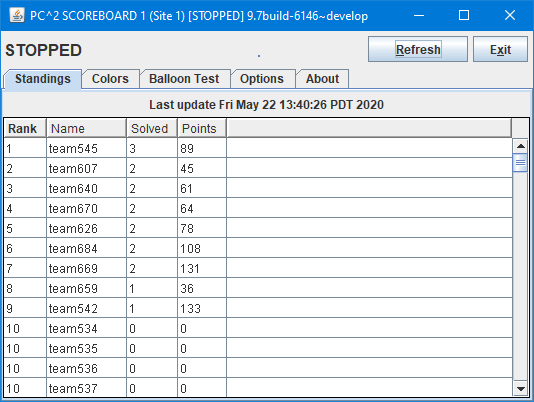 PC^2 SCOREBOARD 1 (Site 1) [STOPPED] 9.7build-6146~develop
STOPPED Refresh Exit
Standings Colors Balloon Test Options About
Last update Fri May 22 13:40:26 PDT 2020
Rank Name Solved Points
1 team545 3 89
2 team607 2 45
3 team640 2 61
4 team670 2 64
5 team626 2 78
6 team684 2 108
7 team669 2 131
8 team659 1 36
9 team542 1 133
10 team534 0 0
10 team535 0 0
10 team536 0 0
10 team537 0 0